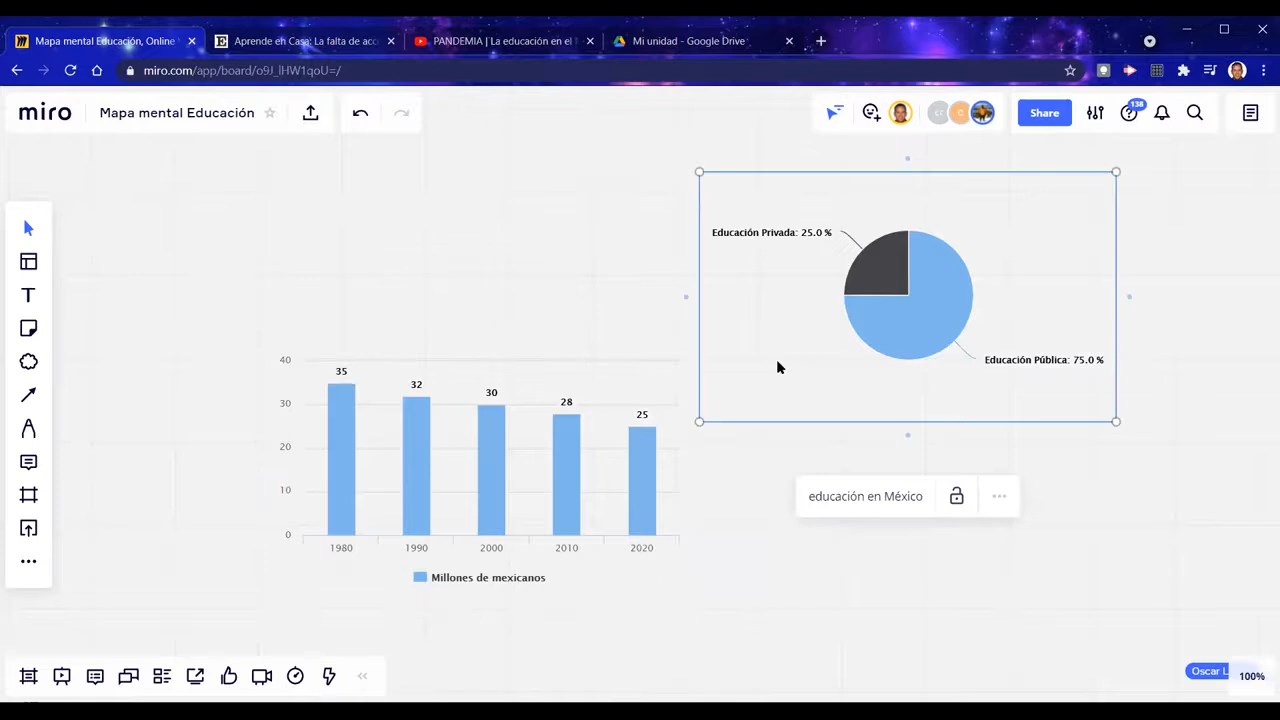 Mapa mental Educación, Online
Aprende en Casa: La falta de acc
PANDEMIA | La educación en el
Mi unidad - Google Drive
miro.com/app/board/o9J_lHW1qoU=/
miro
Mapa mental Educación
Share
138
Educación Privada: 25.0 %
Educación Pública: 75.0 %
educación en México
40
30
20
10
0
35
32
30
28
25
1980
1990
2000
2010
2020
Millones de mexicanos
Oscar L
100%